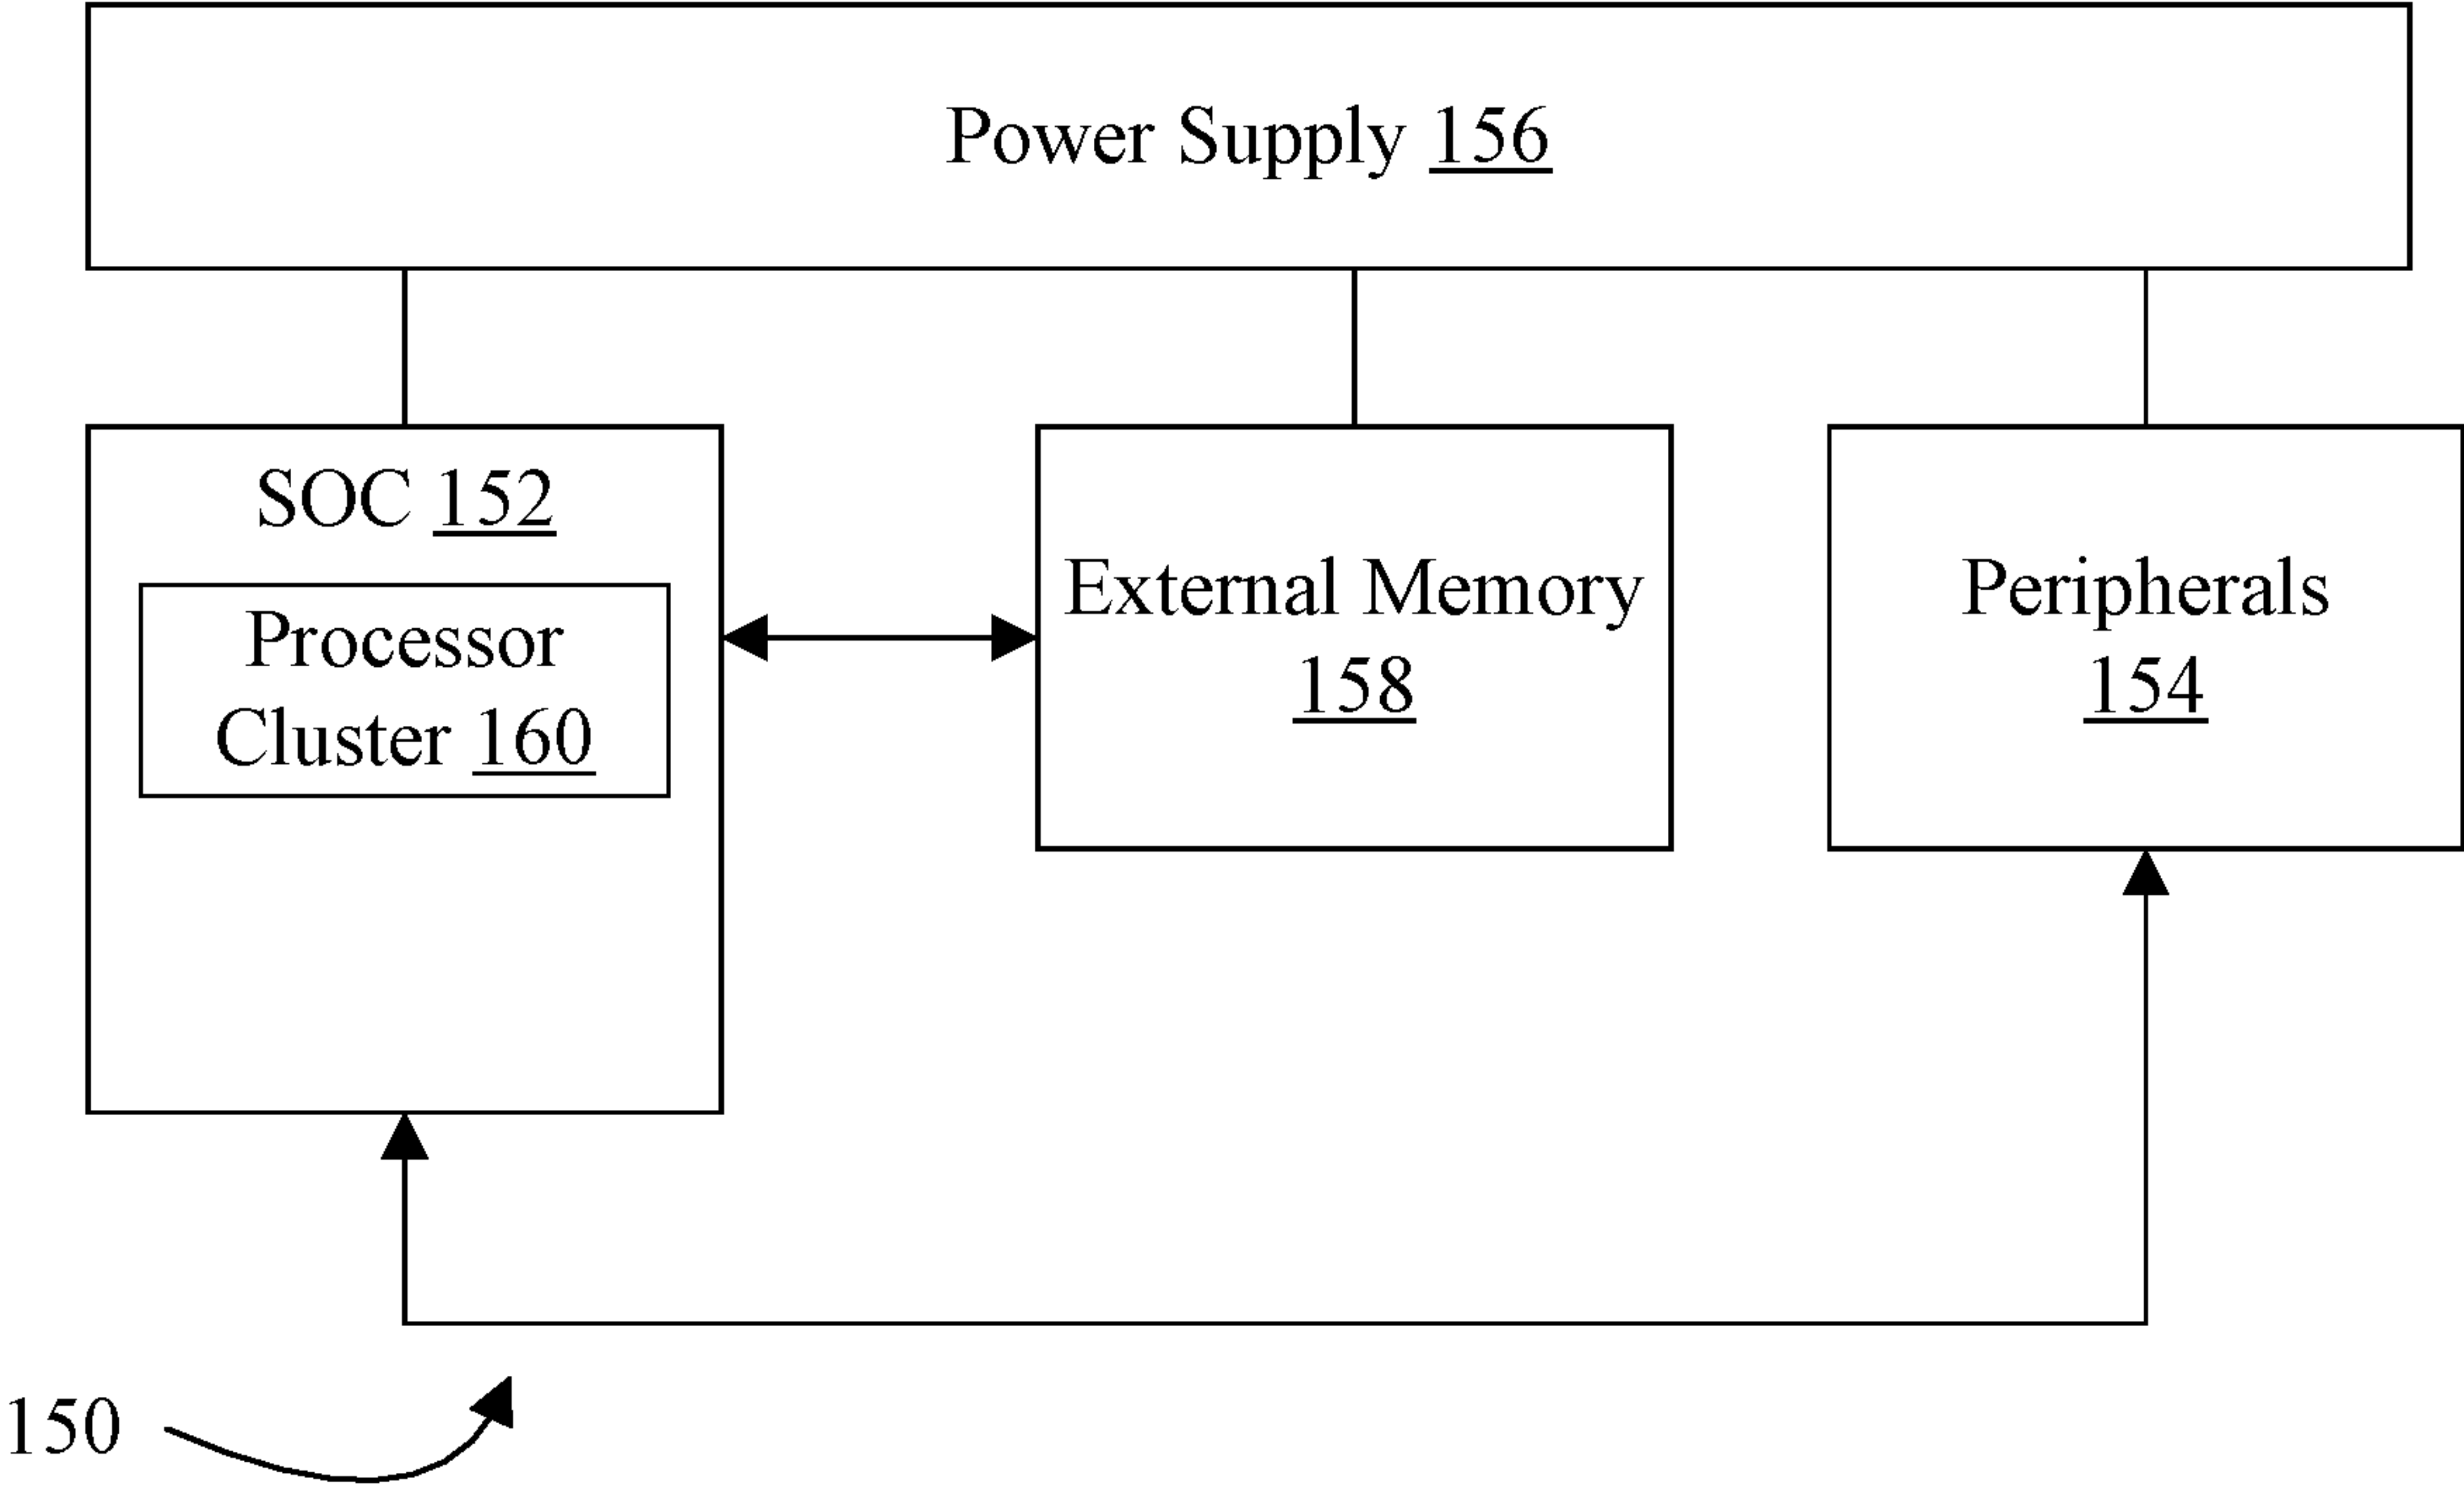 Power Supply 156
SOC 152
Processor
Cluster 160
External Memory
158
Peripherals
154
150